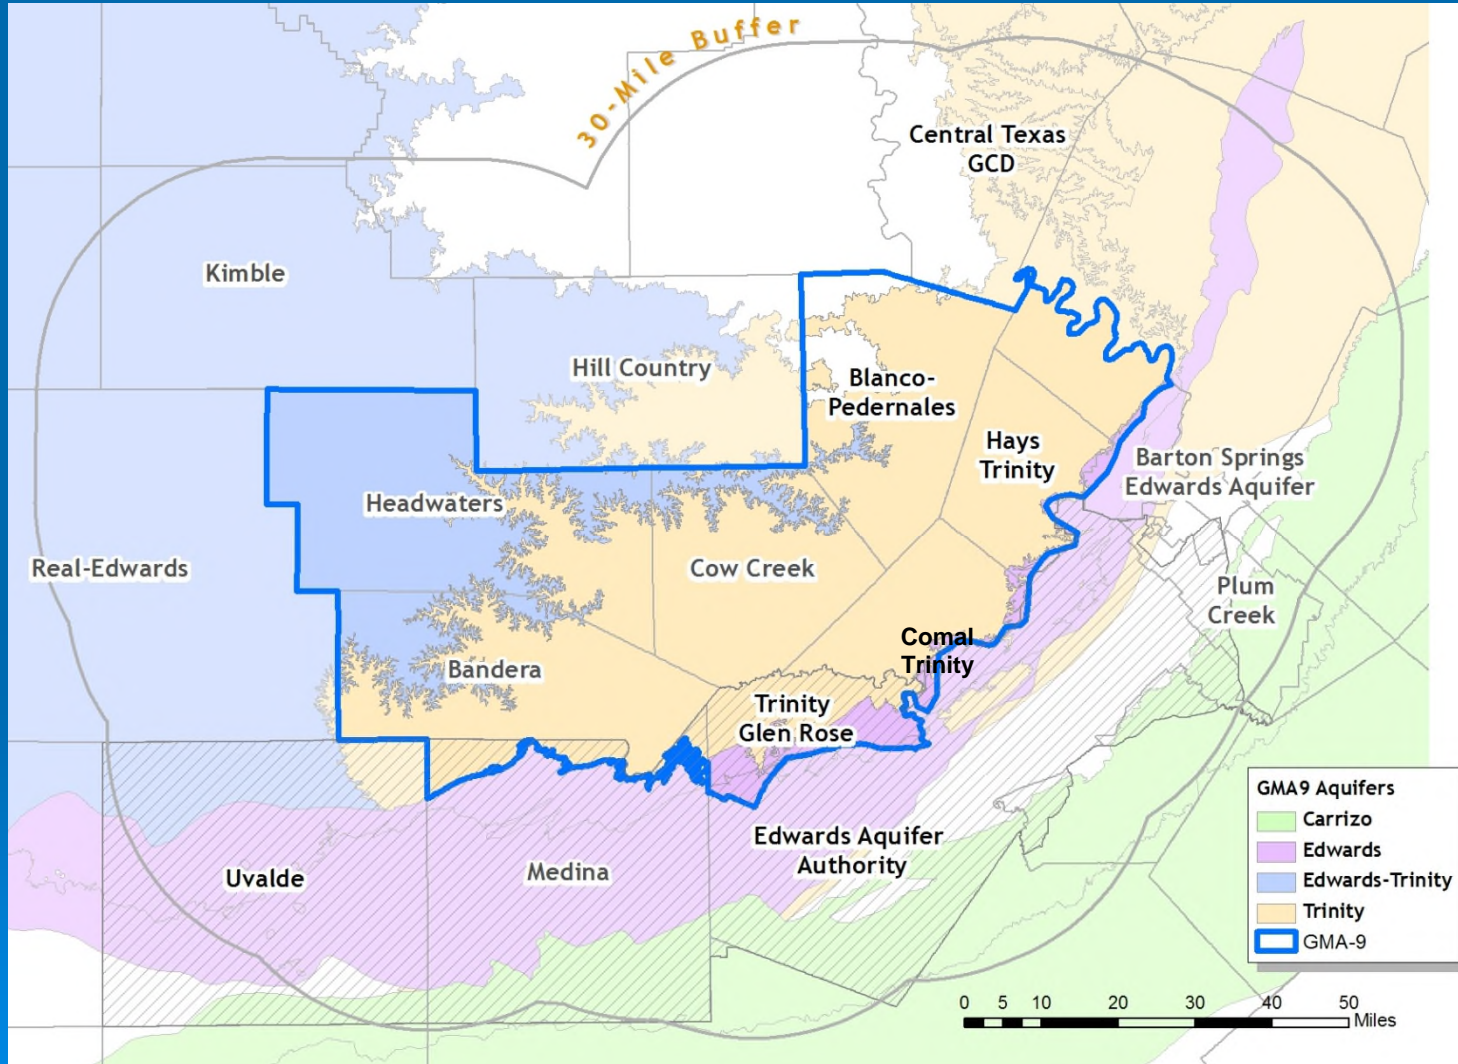 30-Mile Buffer
Central Texas
GCD
Kimble
Hill Country
Blanco-
Pedernales
Hays
Trinity
Barton Springs
Edwards Aquifer
Headwaters
Real-Edwards
Cow Creek
Plum
Creek
Comal
Trinity
Bandera
Trinity
Glen Rose
Edwards Aquifer
Authority
Uvalde
Medina
GMA9 Aquifers
Carrizo
Edwards
Edwards-Trinity
Trinity
GMA-9
0 5 10 20 30 40 50
Miles